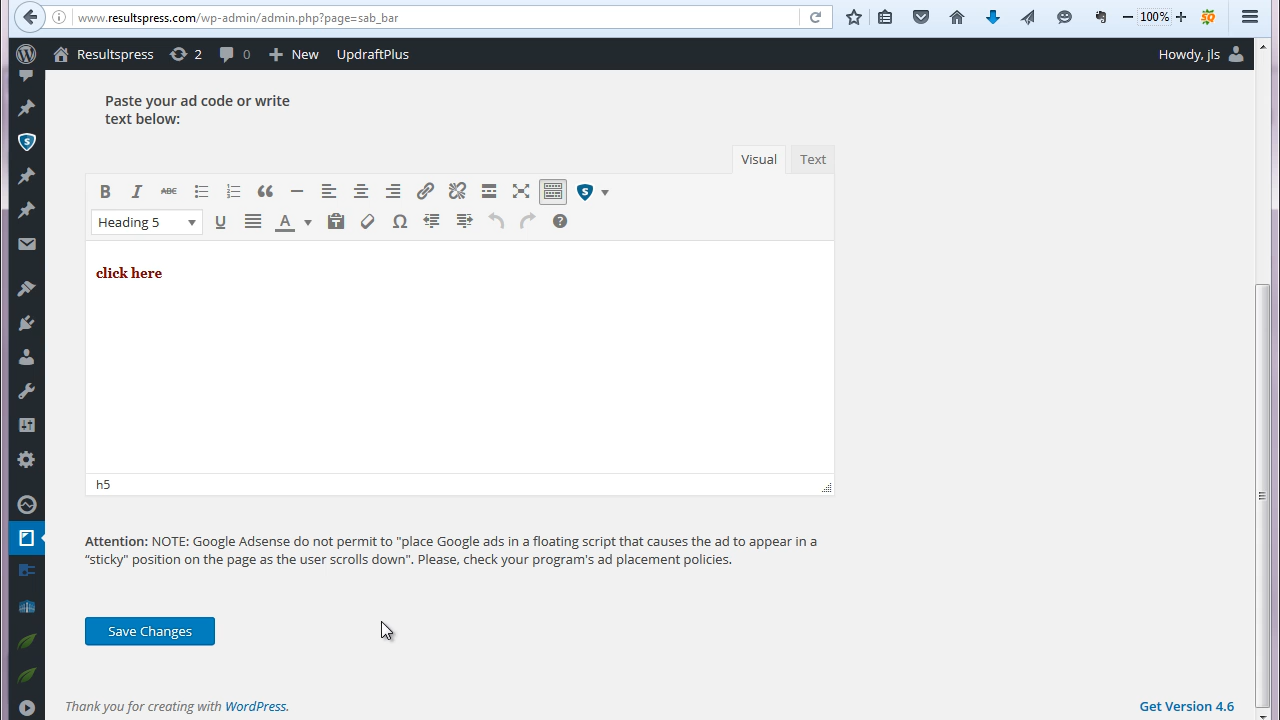 www.resultspress.com/wp-admin/admin.php?page=sab_bar
100%
Resultspress 2 0 New UpdraftPlus Howdy, jls
Paste your ad code or write
text below:
Visual Text
B I ABC
Heading 5 U A Ω
click here
h5
Attention: NOTE: Google Adsense do not permit to "place Google ads in a floating script that causes the ad to appear in a
“sticky" position on the page as the user scrolls down". Please, check your program's ad placement policies.
Save Changes
Thank you for creating with WordPress. Get Version 4.6